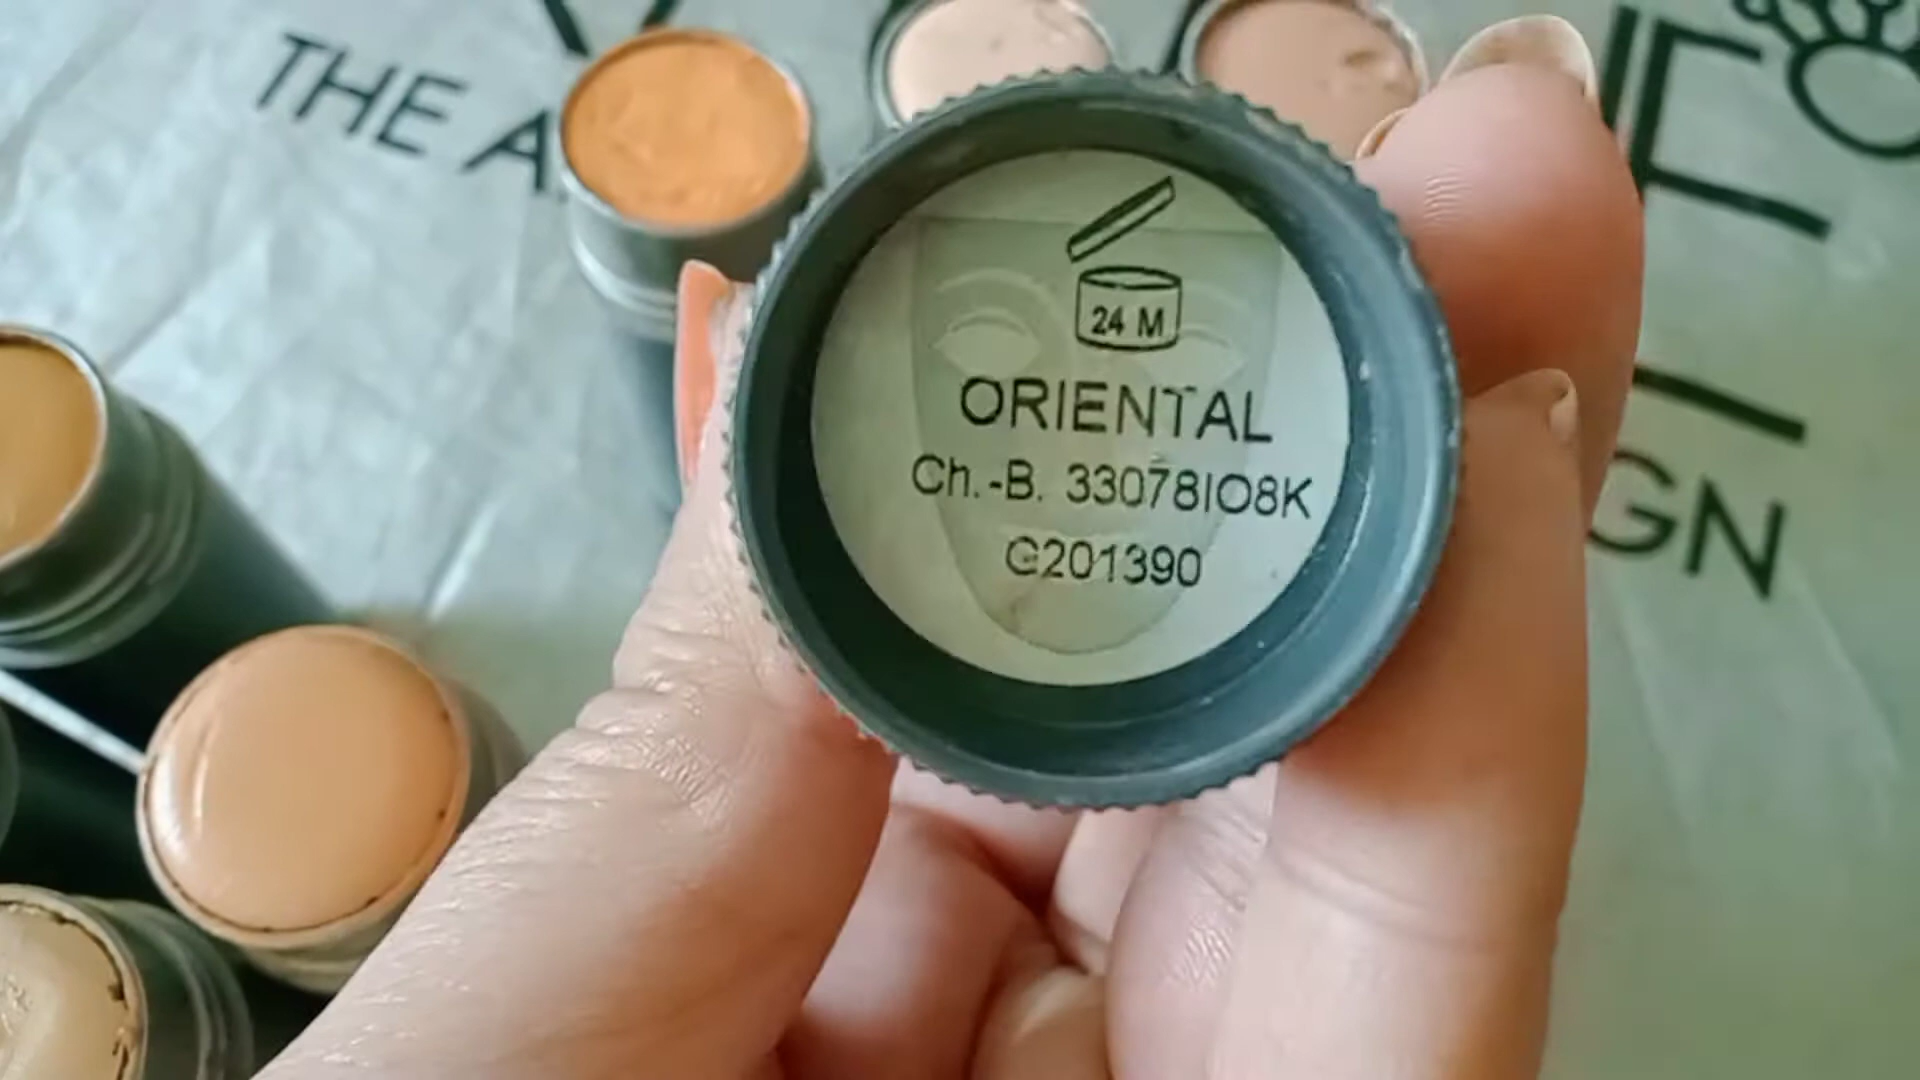 THE A
GN
24 M
ORIENTAL
Ch.-B. 33078IO8K
G201390